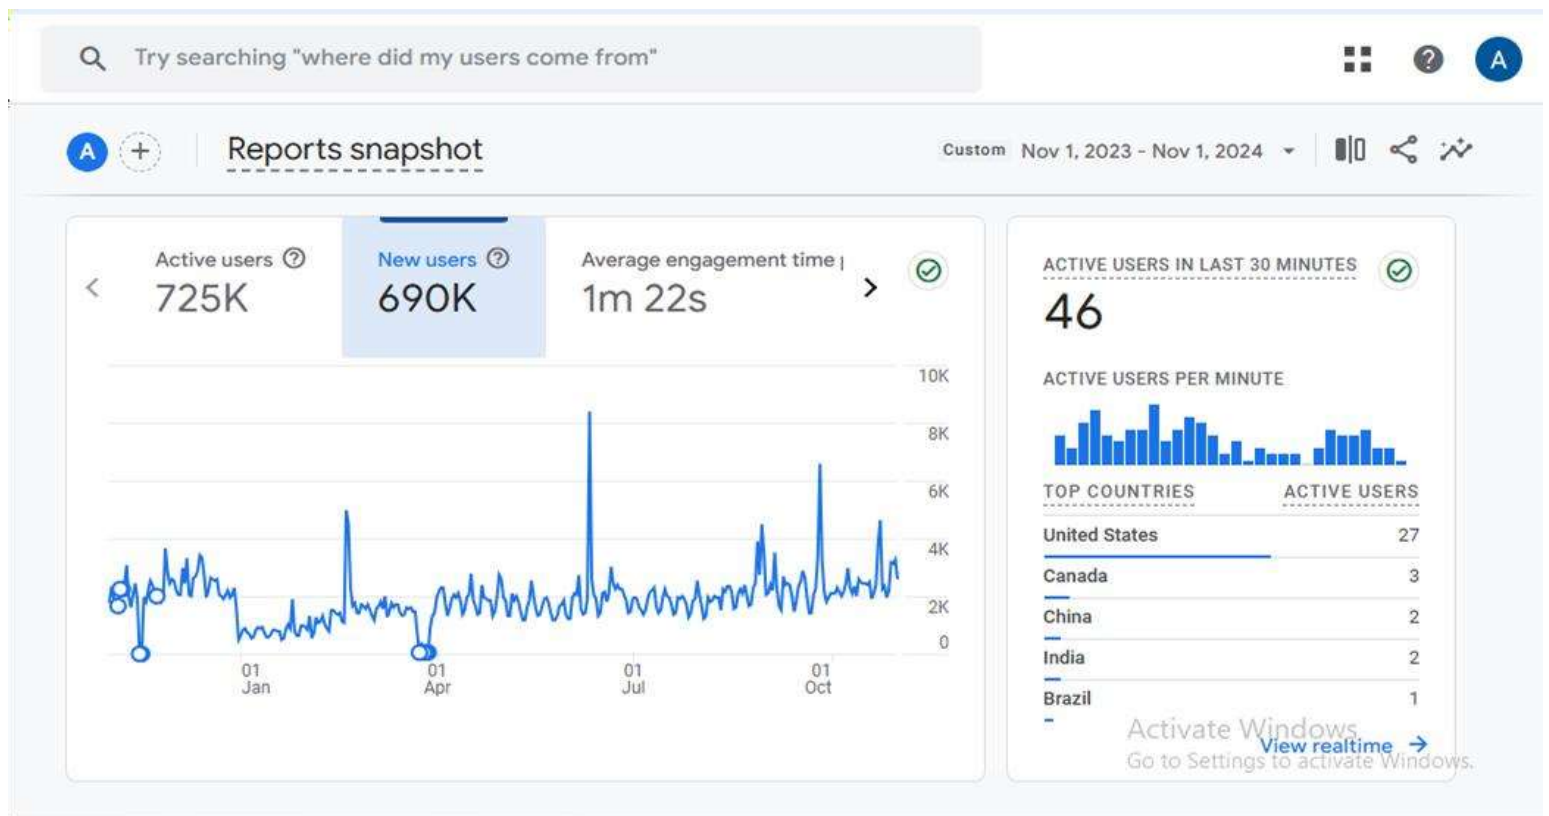 Try searching "where did my users come from"
A
A
Reports snapshot
Custom Nov 1, 2023 - Nov 1, 2024
Active users
725K
New users
690K
Average engagement time
1m 22s
10K
8K
6K
4K
2K
0
01 Jan
01 Apr
01 Jul
01 Oct
ACTIVE USERS IN LAST 30 MINUTES
46
ACTIVE USERS PER MINUTE
TOP COUNTRIES ACTIVE USERS
United States 27
Canada 3
China 2
India 2
Brazil 1
Activate Windows
View realtime
Go to Settings to activate Windows.